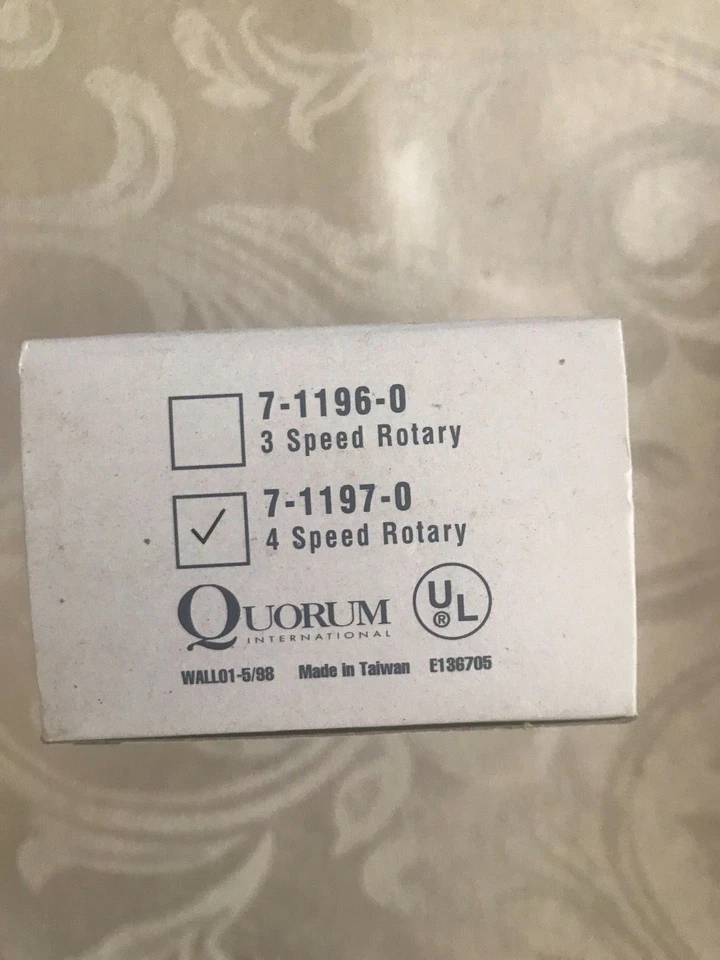 7-1196-0
3 Speed Rotary
7-1197-0
4 Speed Rotary
QUORUM
INTERNATIONAL
UL
®
WALL01-5/98 Made in Taiwan E136705